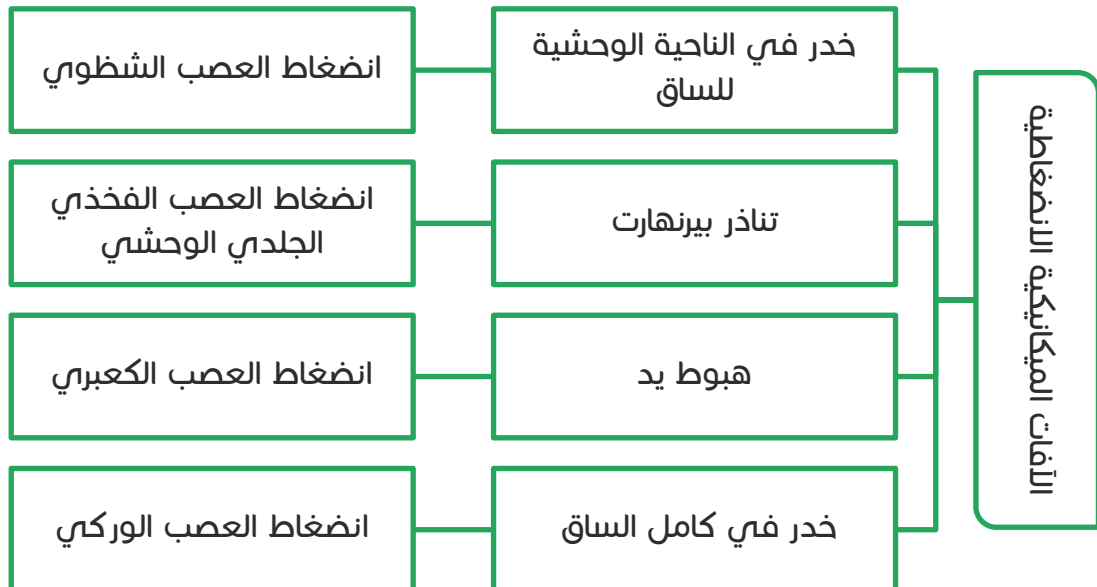 الآفات الميكانيكية الانضغاطية
خدر في الناحية الوحشية
للساق
انضغاط العصب الشظوي
تناذر بيرنهارت
انضغاط العصب الفخذي
الجلدي الوحشي
هبوط يد
انضغاط العصب الكعبري
خدر في كامل الساق
انضغاط العصب الوركي